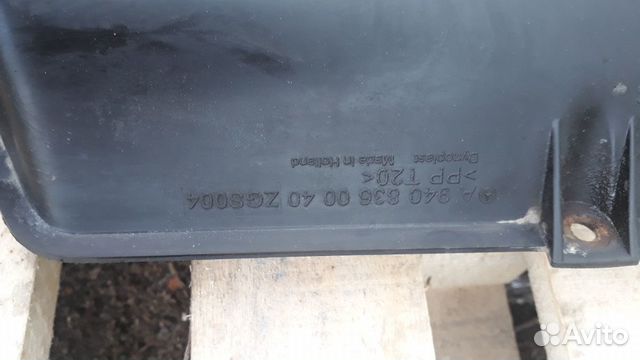 A 940 836 00 40 ZGS004
>PP T20<
Made in Holland
Dynoplast
Avito